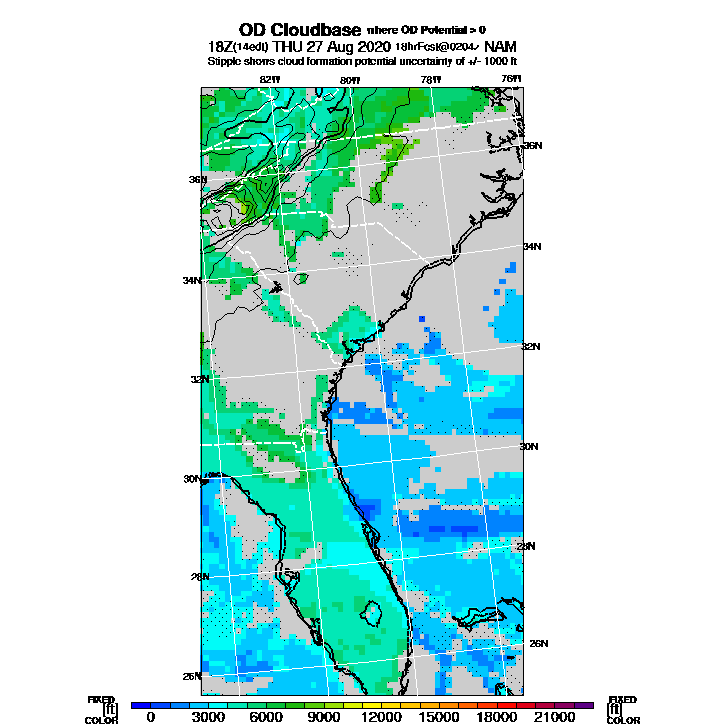 OD Cloudbase where OD Potential > 0
18Z(14edt) THU 27 Aug 2020 18hrFcst@0204z NAM
Stipple shows cloud formation potential uncertainty of +/- 1000 ft
82W 80W 78W 76W
36N
36N
34N
34N
32N
32N
30N
30N
28N
28N
26N
26N
FIXED FIXED
[ft] 0 3000 6000 9000 12000 15000 18000 21000 [ft]
COLOR COLOR